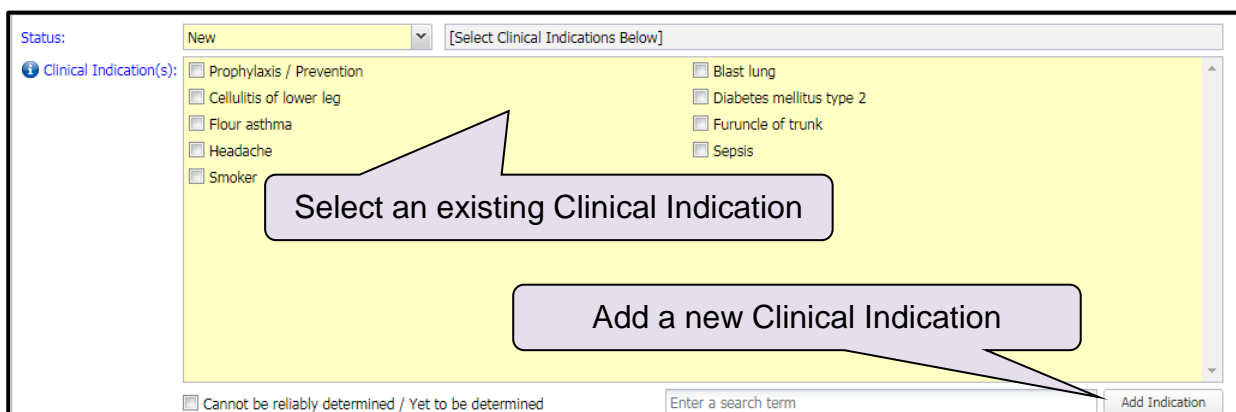 Status: New [Select Clinical Indications Below]
Clinical Indication(s): Prophylaxis / Prevention Blast lung
Cellulitis of lower leg Diabetes mellitus type 2
Flour asthma Furuncle of trunk
Headache Sepsis
Smoker
Select an existing Clinical Indication
Add a new Clinical Indication
Cannot be reliably determined / Yet to be determined Enter a search term Add Indication